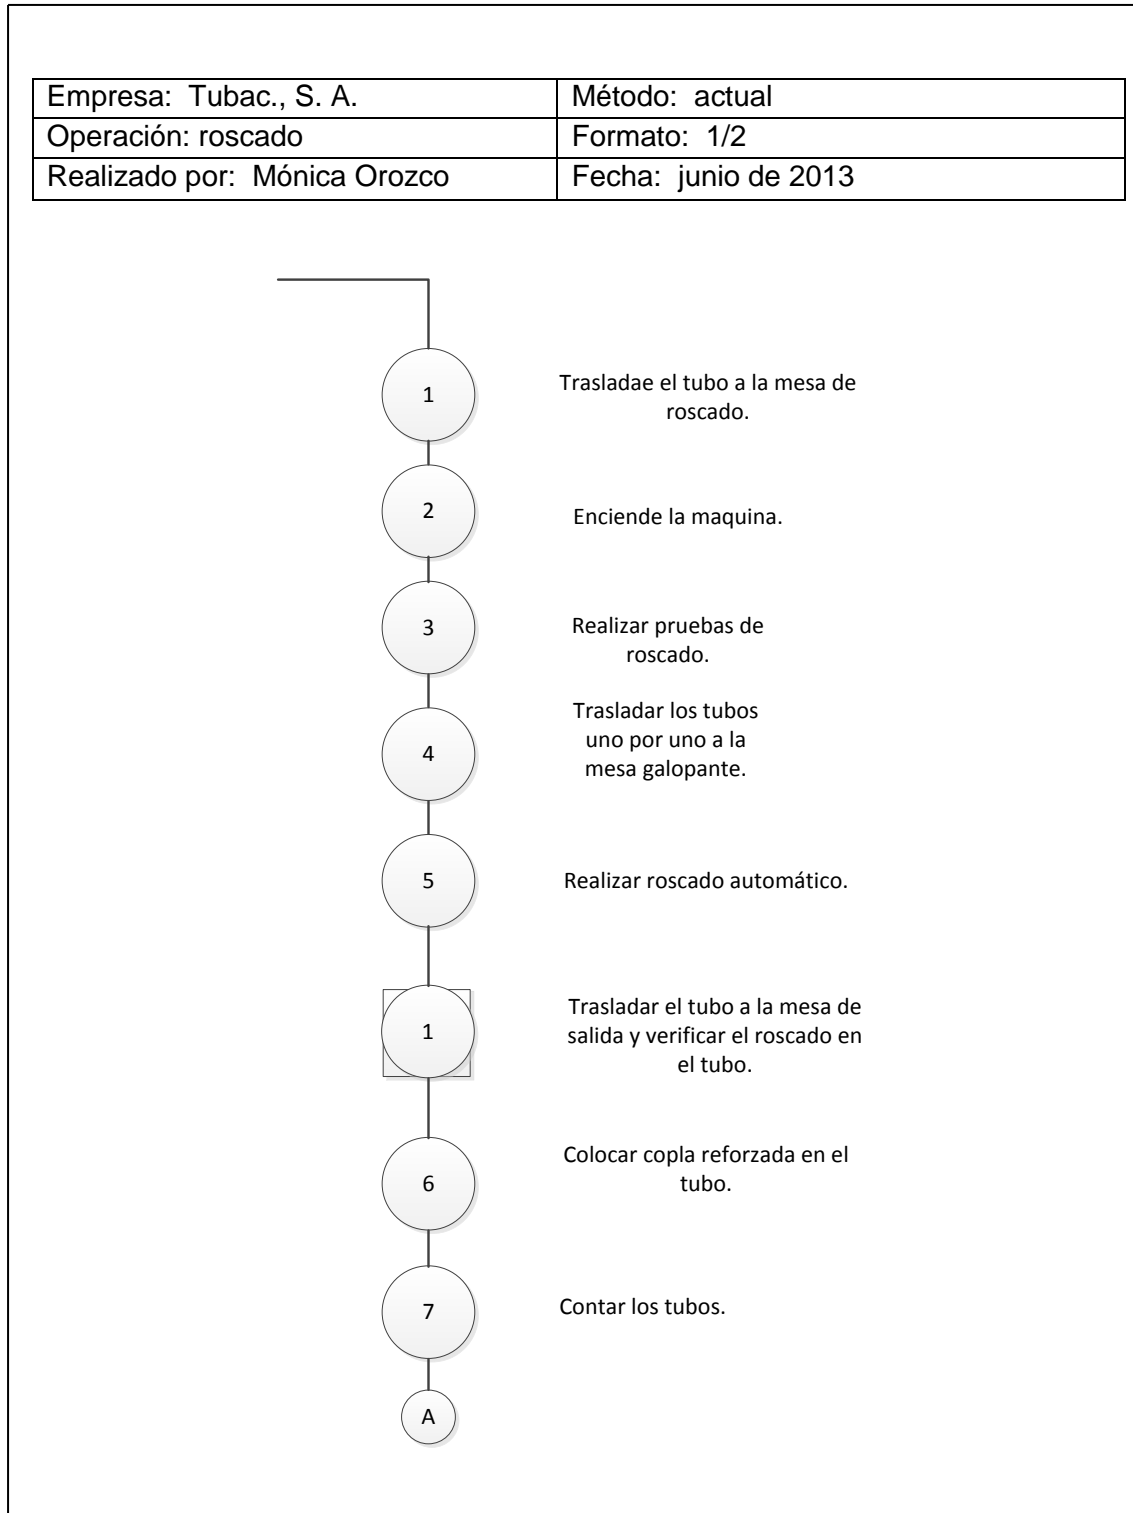 Empresa: Tubac., S. A.
Método: actual
Operación: roscado
Formato: 1/2
Realizado por: Mónica Orozco
Fecha: junio de 2013
1
Trasladae el tubo a la mesa de
roscado.
2
Enciende la maquina.
3
Realizar pruebas de
roscado.
4
Trasladar los tubos
uno por uno a la
mesa galopante.
5
Realizar roscado automático.
1
Trasladar el tubo a la mesa de
salida y verificar el roscado en
el tubo.
6
Colocar copla reforzada en el
tubo.
7
Contar los tubos.
A